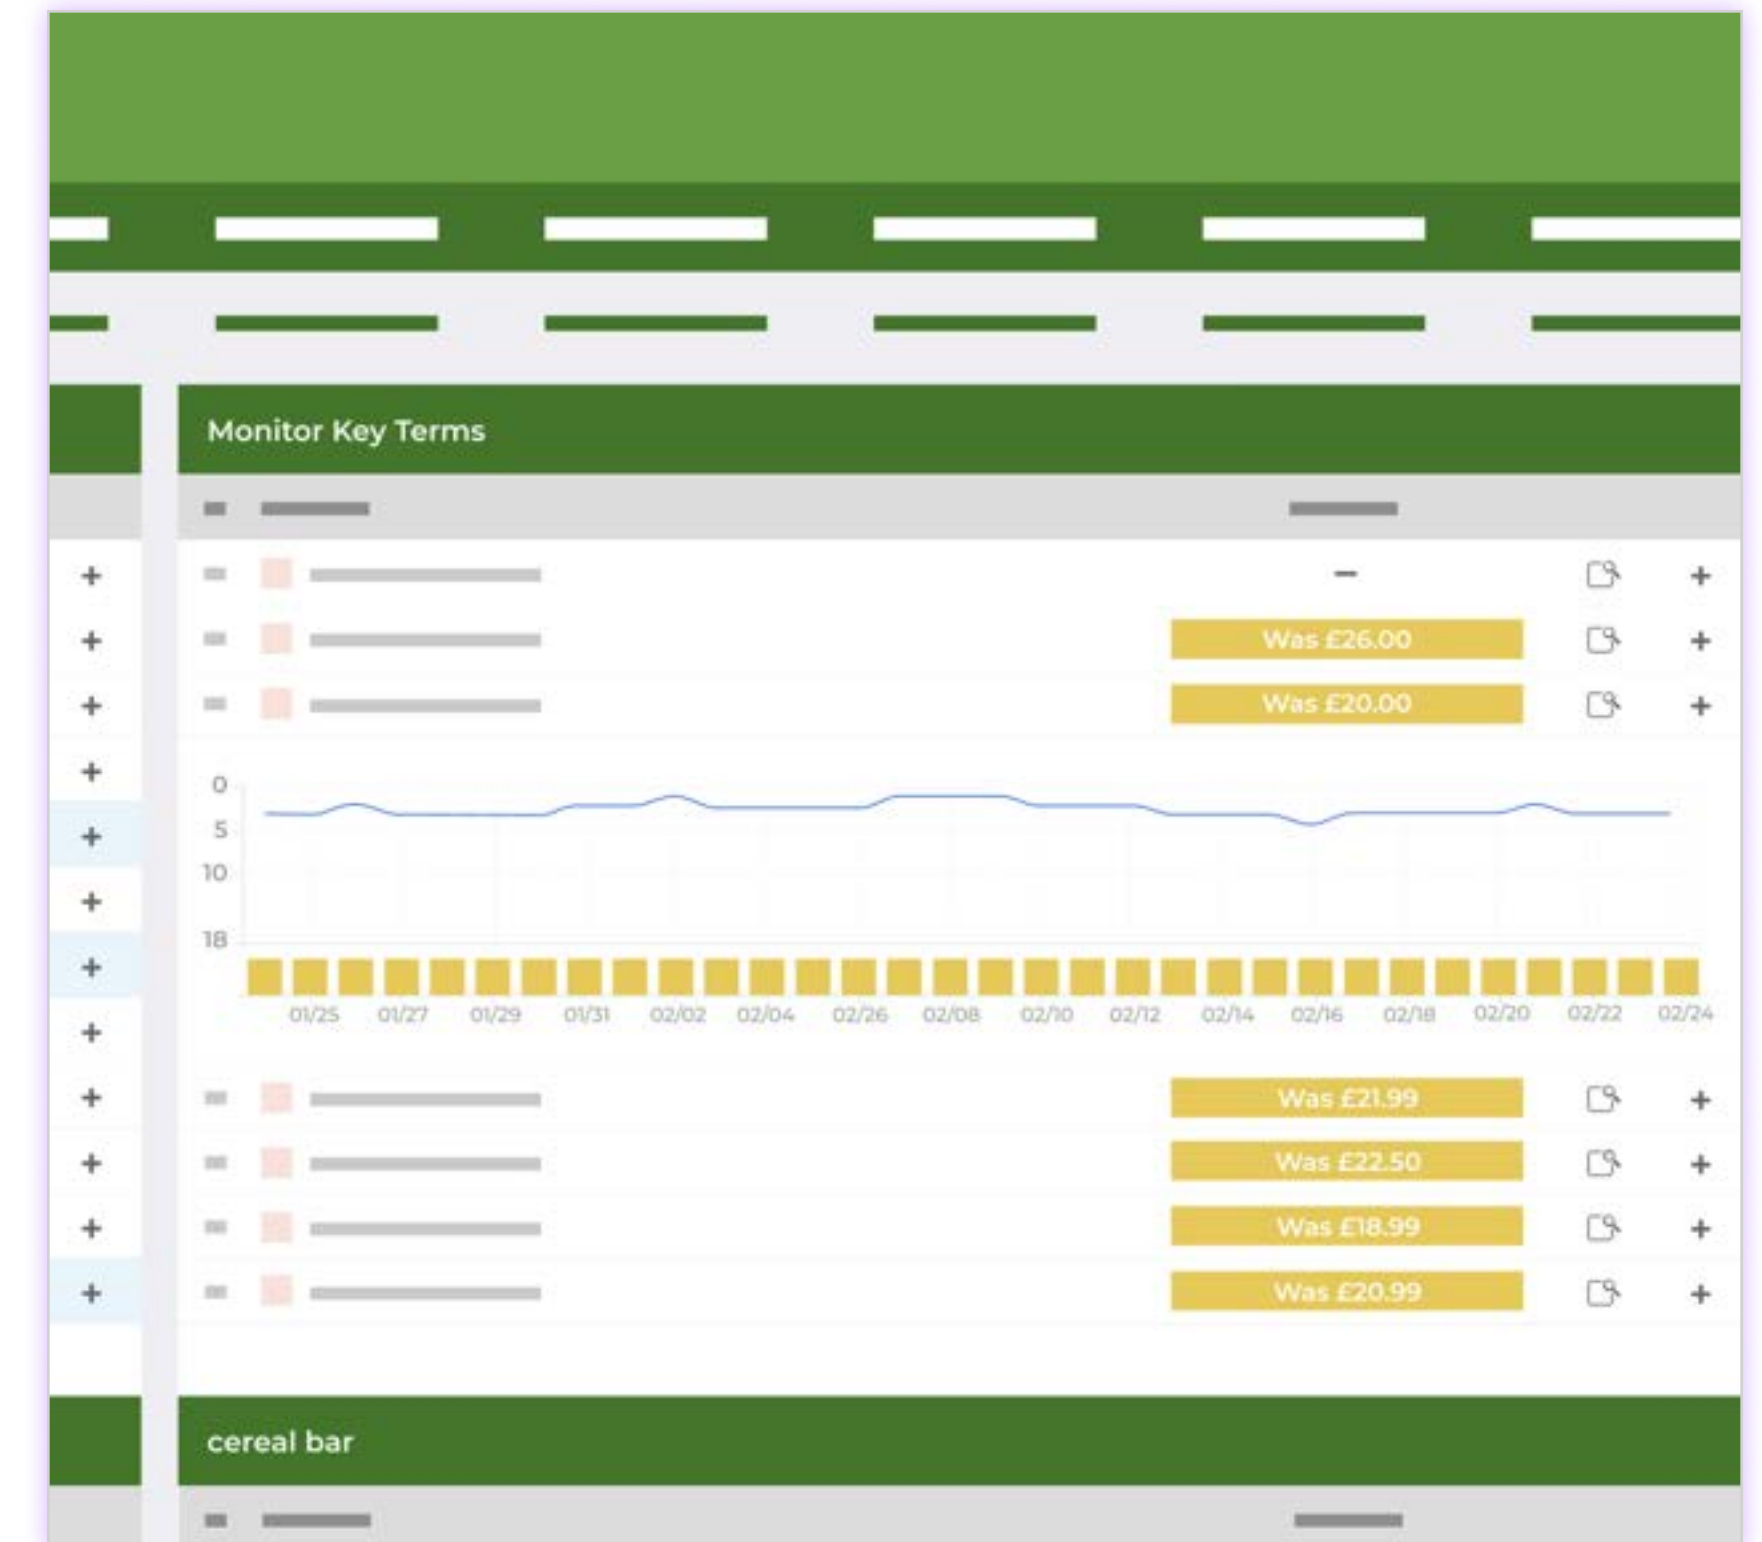 Monitor Key Terms
Was £26.00
Was £20.00
0
5
10
18
01/25 01/27 01/29 01/31 02/02 02/04 02/26 02/08 02/10 02/12 02/14 02/16 02/18 02/20 02/22 02/24
Was £21.99
Was £22.50
Was £18.99
Was £20.99
cereal bar